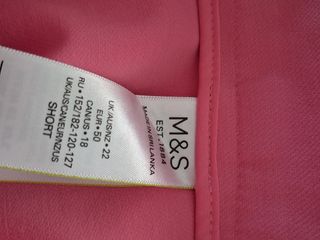 M&S
EST. 1884
MADE IN SRI LANKA
UK/AUS/NZ • 22
EUR • 50
CAN/US • 18
RU • 152/182-120-127
UK/AUS/CAN/EUR/NZ/US
SHORT